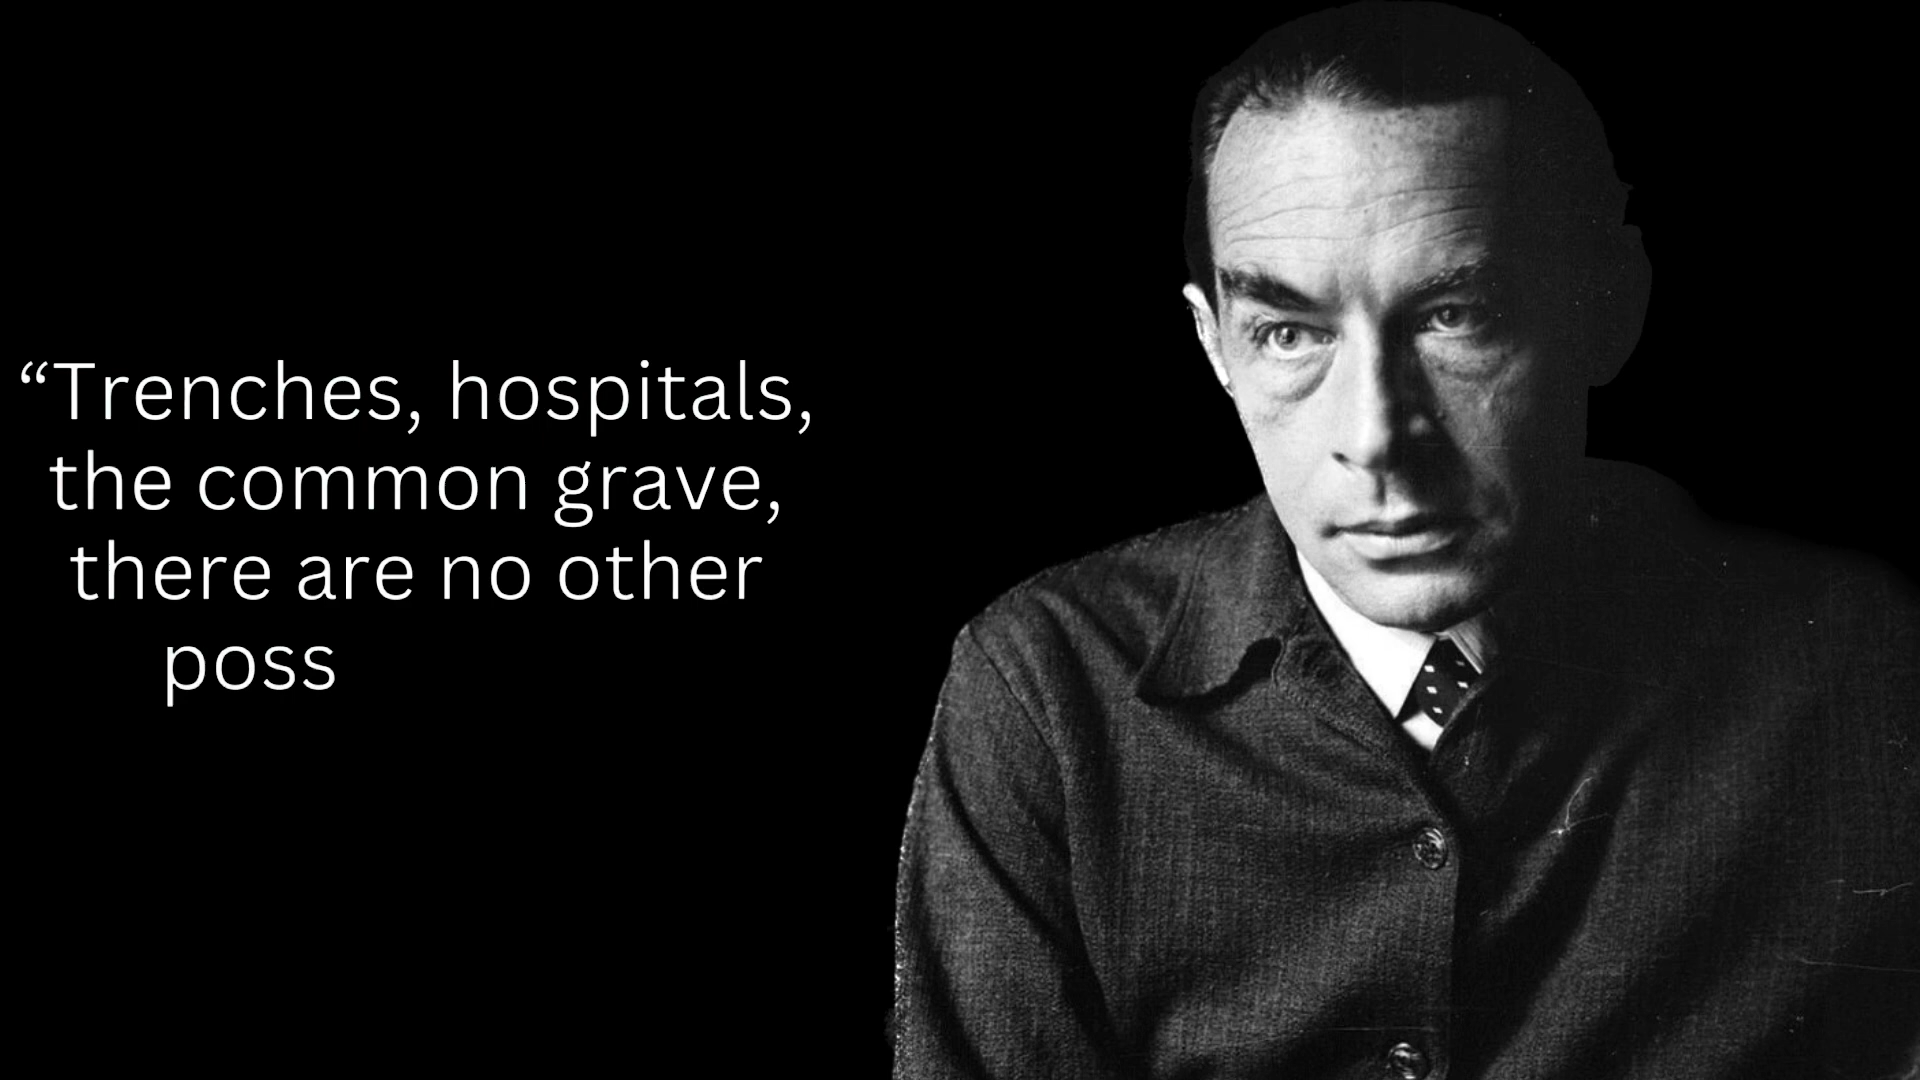 “Trenches, hospitals,
the common grave,
there are no other
poss